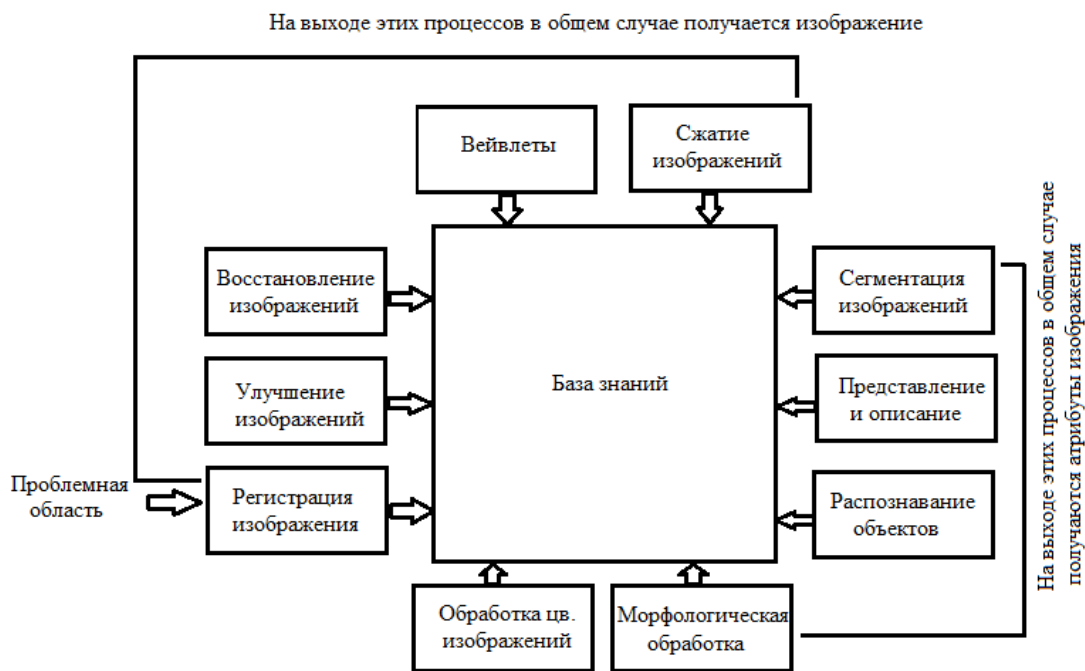 На выходе этих процессов в общем случае получается изображение
Вейвлеты
Сжатие
изображений
Восстановление
изображений
Улучшение
изображений
Проблемная
область
Регистрация
изображения
База знаний
Сегментация
изображений
Представление
и описание
Распознавание
объектов
Обработка цв.
изображений
Морфологическая
обработка
На выходе этих процессов в общем случае
получаются атрибуты изображения